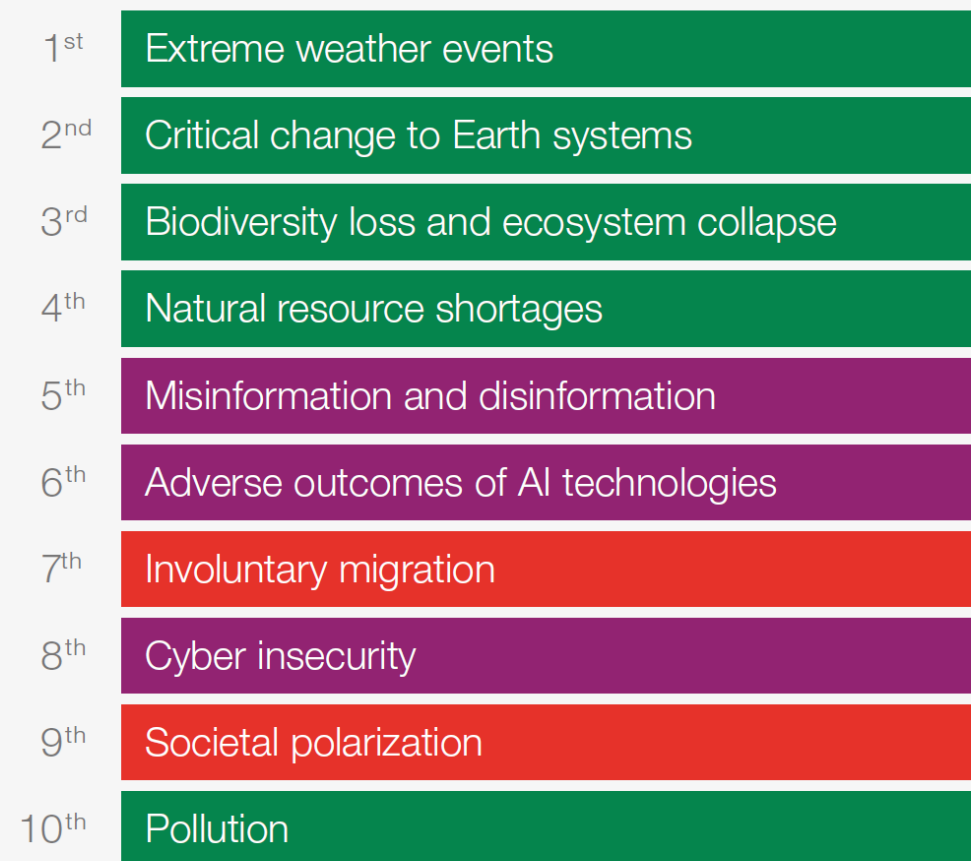 1st Extreme weather events
2nd Critical change to Earth systems
3rd Biodiversity loss and ecosystem collapse
4th Natural resource shortages
5th Misinformation and disinformation
6th Adverse outcomes of AI technologies
7th Involuntary migration
8th Cyber insecurity
9th Societal polarization
10th Pollution